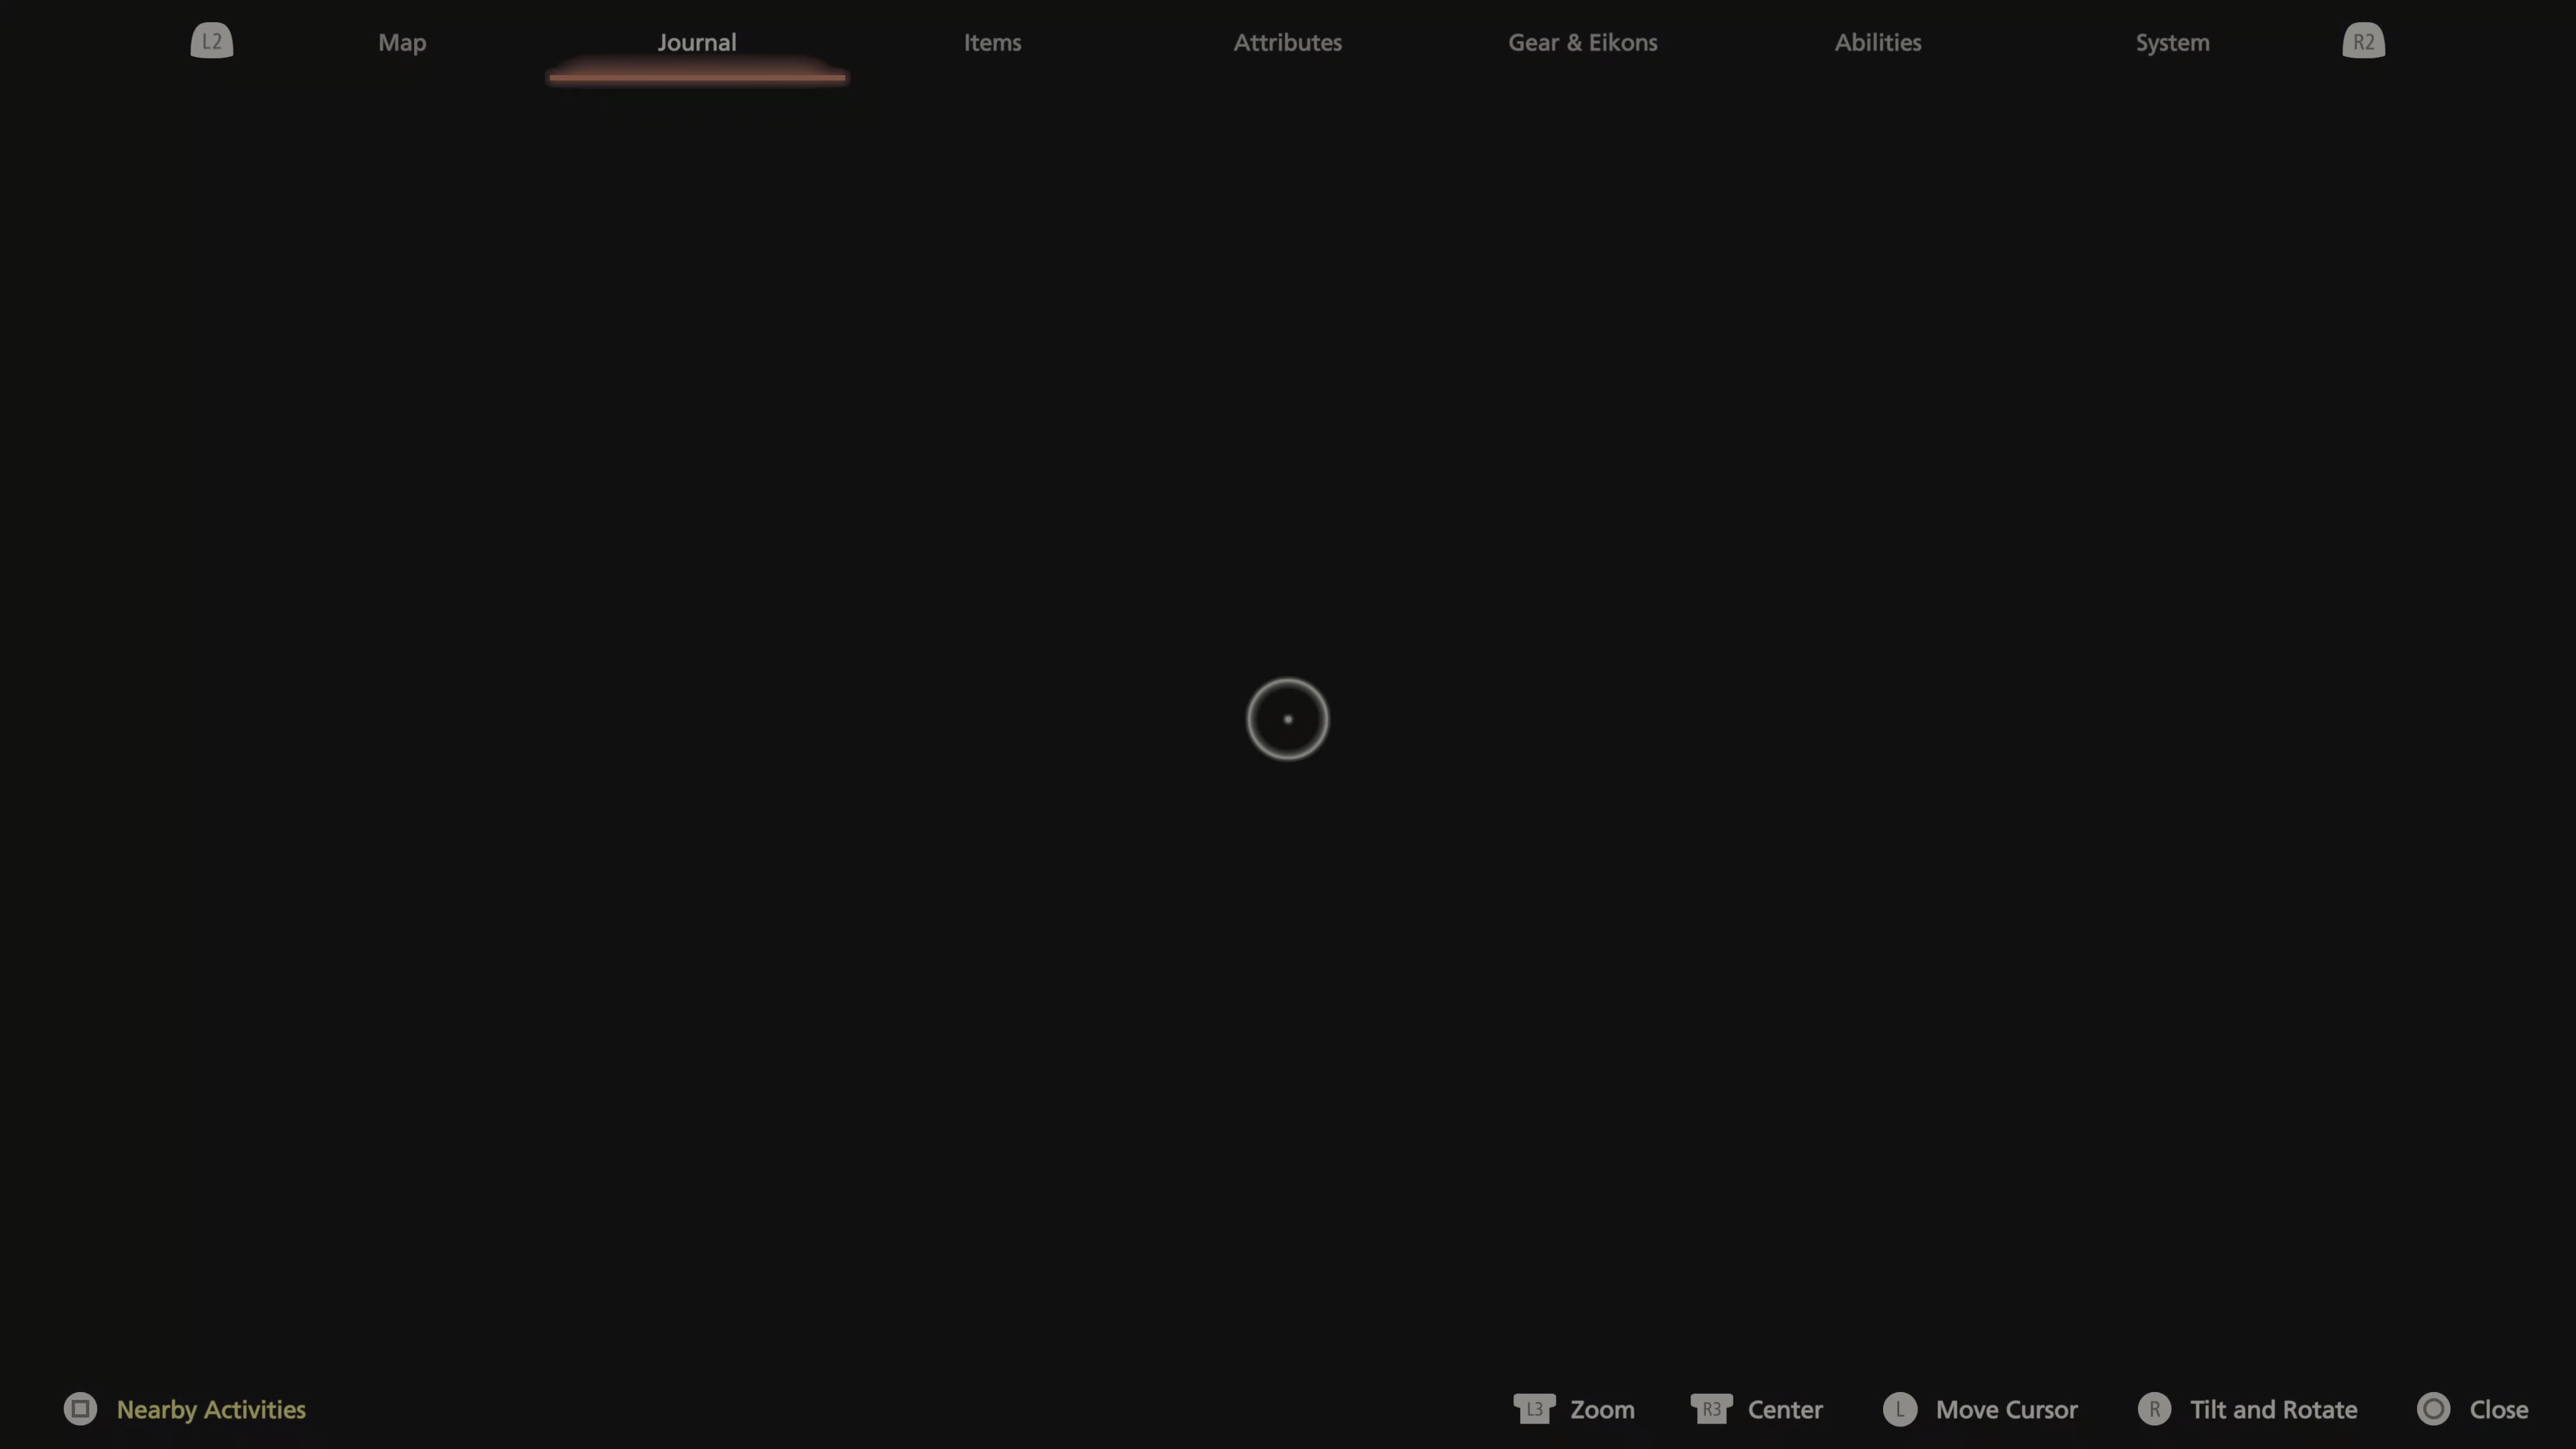 L2 Map Journal Items Attributes Gear & Eikons Abilities System R2
Nearby Activities L3 Zoom R3 Center L Move Cursor R Tilt and Rotate Close